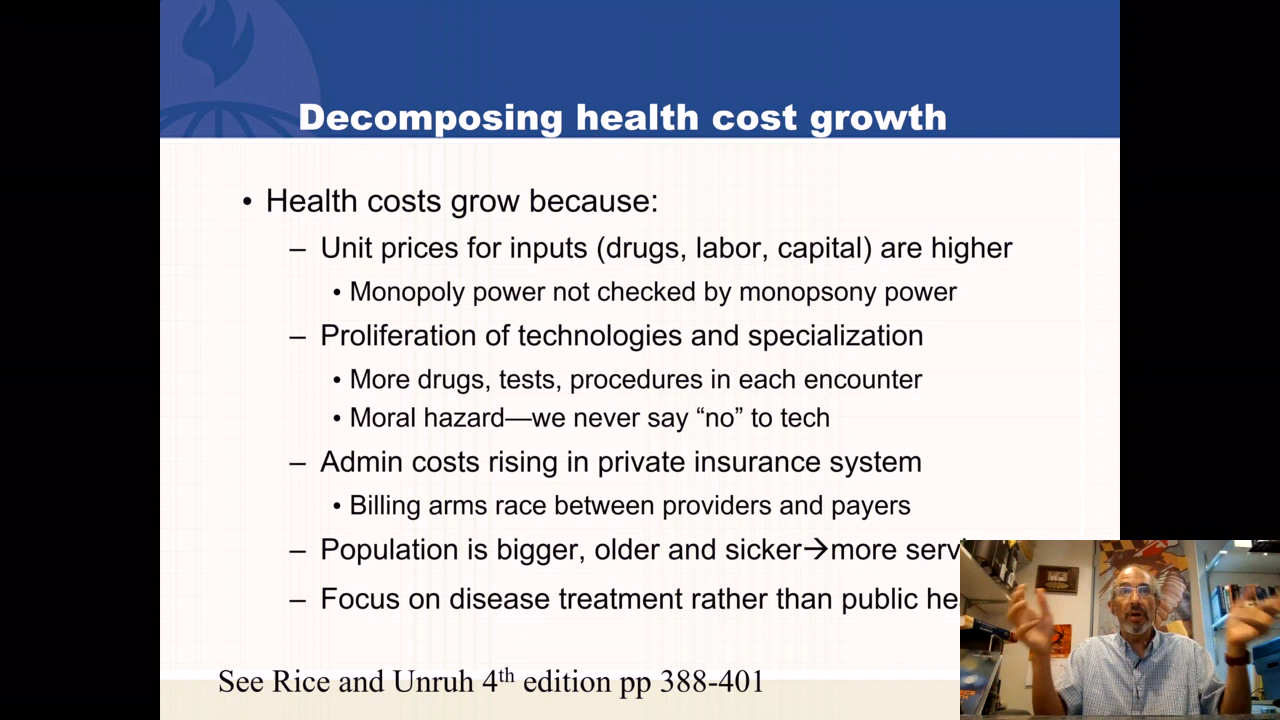 Decomposing health cost growth
• Health costs grow because:
– Unit prices for inputs (drugs, labor, capital) are higher
• Monopoly power not checked by monopsony power
– Proliferation of technologies and specialization
• More drugs, tests, procedures in each encounter
• Moral hazard—we never say “no” to tech
– Admin costs rising in private insurance system
• Billing arms race between providers and payers
– Population is bigger, older and sicker→more serv
– Focus on disease treatment rather than public he
See Rice and Unruh 4th edition pp 388-401